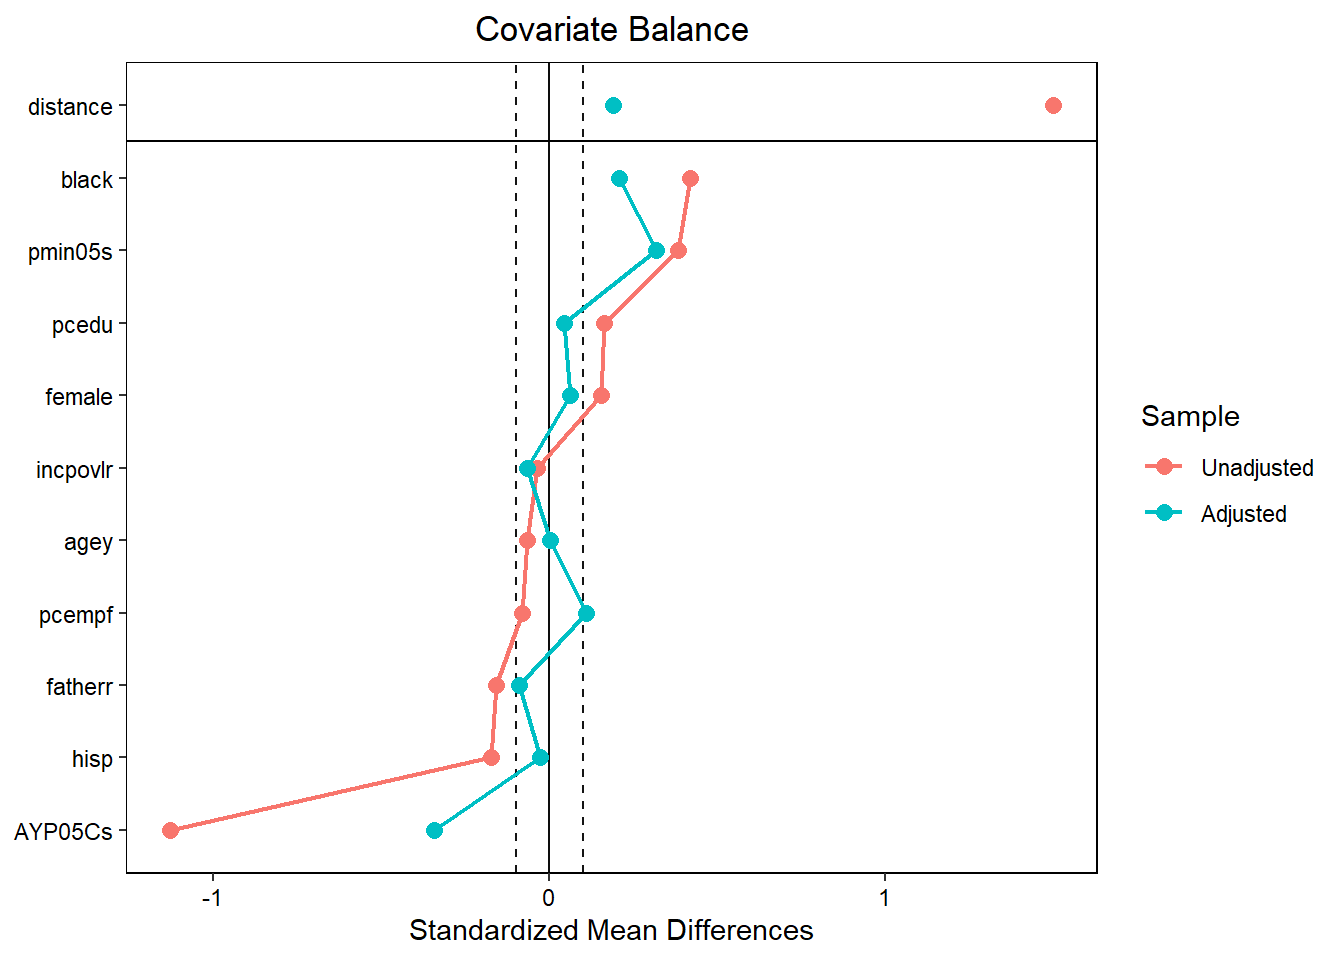 Covariate Balance
distance
black
pmin05s
pcedu
female
incpovlr
agey
pcempf
fatherr
hisp
AYP05Cs
-1
0
1
Standardized Mean Differences
Sample
Unadjusted
Adjusted